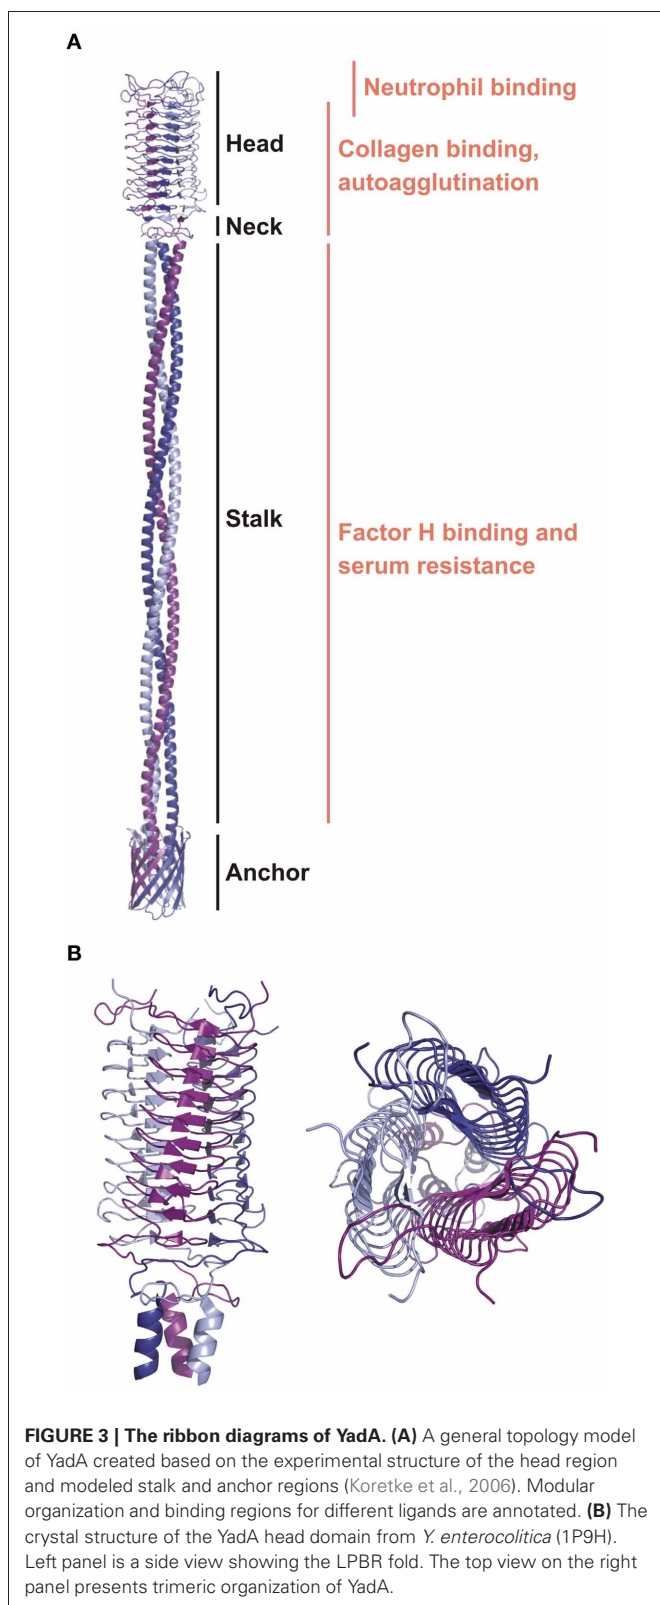 A
Neutrophil binding
Head
Collagen binding,
autoagglutination
Neck
Stalk
Factor H binding and
serum resistance
Anchor
B
FIGURE 3 | The ribbon diagrams of YadA. (A) A general topology model
of YadA created based on the experimental structure of the head region
and modeled stalk and anchor regions (Koretke et al., 2006). Modular
organization and binding regions for different ligands are annotated. (B) The
crystal structure of the YadA head domain from Y. enterocolitica (1P9H).
Left panel is a side view showing the LPBR fold. The top view on the right
panel presents trimeric organization of YadA.